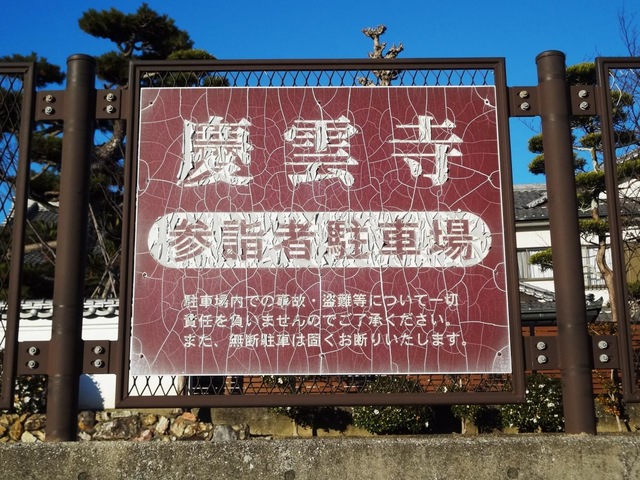 慶雲寺
参詣者駐車場
駐車場内での事故・盗難等について一切
責任を負いませんのでご了承ください。
また、無断駐車は固くお断りいたします。